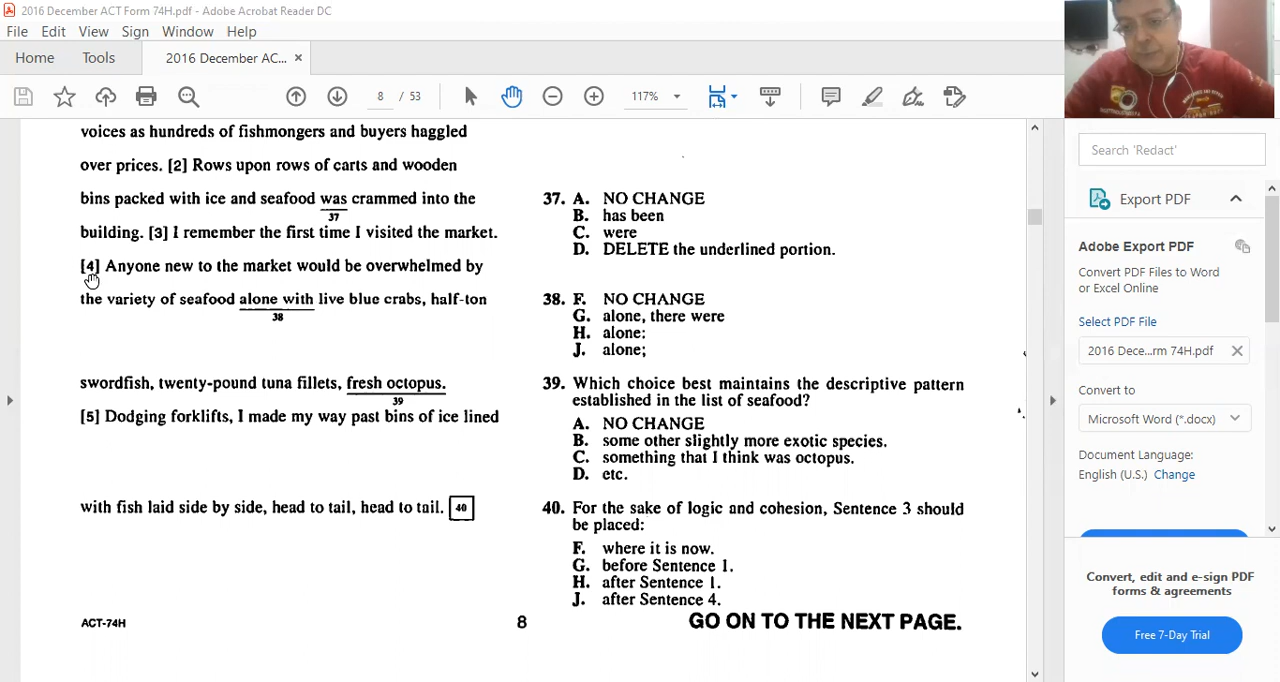 2016 December ACT Form 74H.pdf - Adobe Acrobat Reader DC
File Edit View Sign Window Help
Home Tools 2016 December AC... ×
8 / 53 117%
voices as hundreds of fishmongers and buyers haggled
over prices. [2] Rows upon rows of carts and wooden
bins packed with ice and seafood was crammed into the
37
building. [3] I remember the first time I visited the market.
[4] Anyone new to the market would be overwhelmed by
the variety of seafood alone with live blue crabs, half-ton
38
swordfish, twenty-pound tuna fillets, fresh octopus.
39
[5] Dodging forklifts, I made my way past bins of ice lined
with fish laid side by side, head to tail, head to tail. 40
37. A. NO CHANGE
B. has been
C. were
D. DELETE the underlined portion.
38. F. NO CHANGE
G. alone, there were
H. alone:
J. alone;
39. Which choice best maintains the descriptive pattern
established in the list of seafood?
A. NO CHANGE
B. some other slightly more exotic species.
C. something that I think was octopus.
D. etc.
40. For the sake of logic and cohesion, Sentence 3 should
be placed:
F. where it is now.
G. before Sentence 1.
H. after Sentence 1.
J. after Sentence 4.
ACT-74H 8 GO ON TO THE NEXT PAGE.
Search 'Redact'
Export PDF
Adobe Export PDF
Convert PDF Files to Word
or Excel Online
Select PDF File
2016 Dece...rm 74H.pdf ×
Convert to
Microsoft Word (*.docx)
Document Language:
English (U.S.) Change
Convert, edit and e-sign PDF
forms & agreements
Free 7-Day Trial